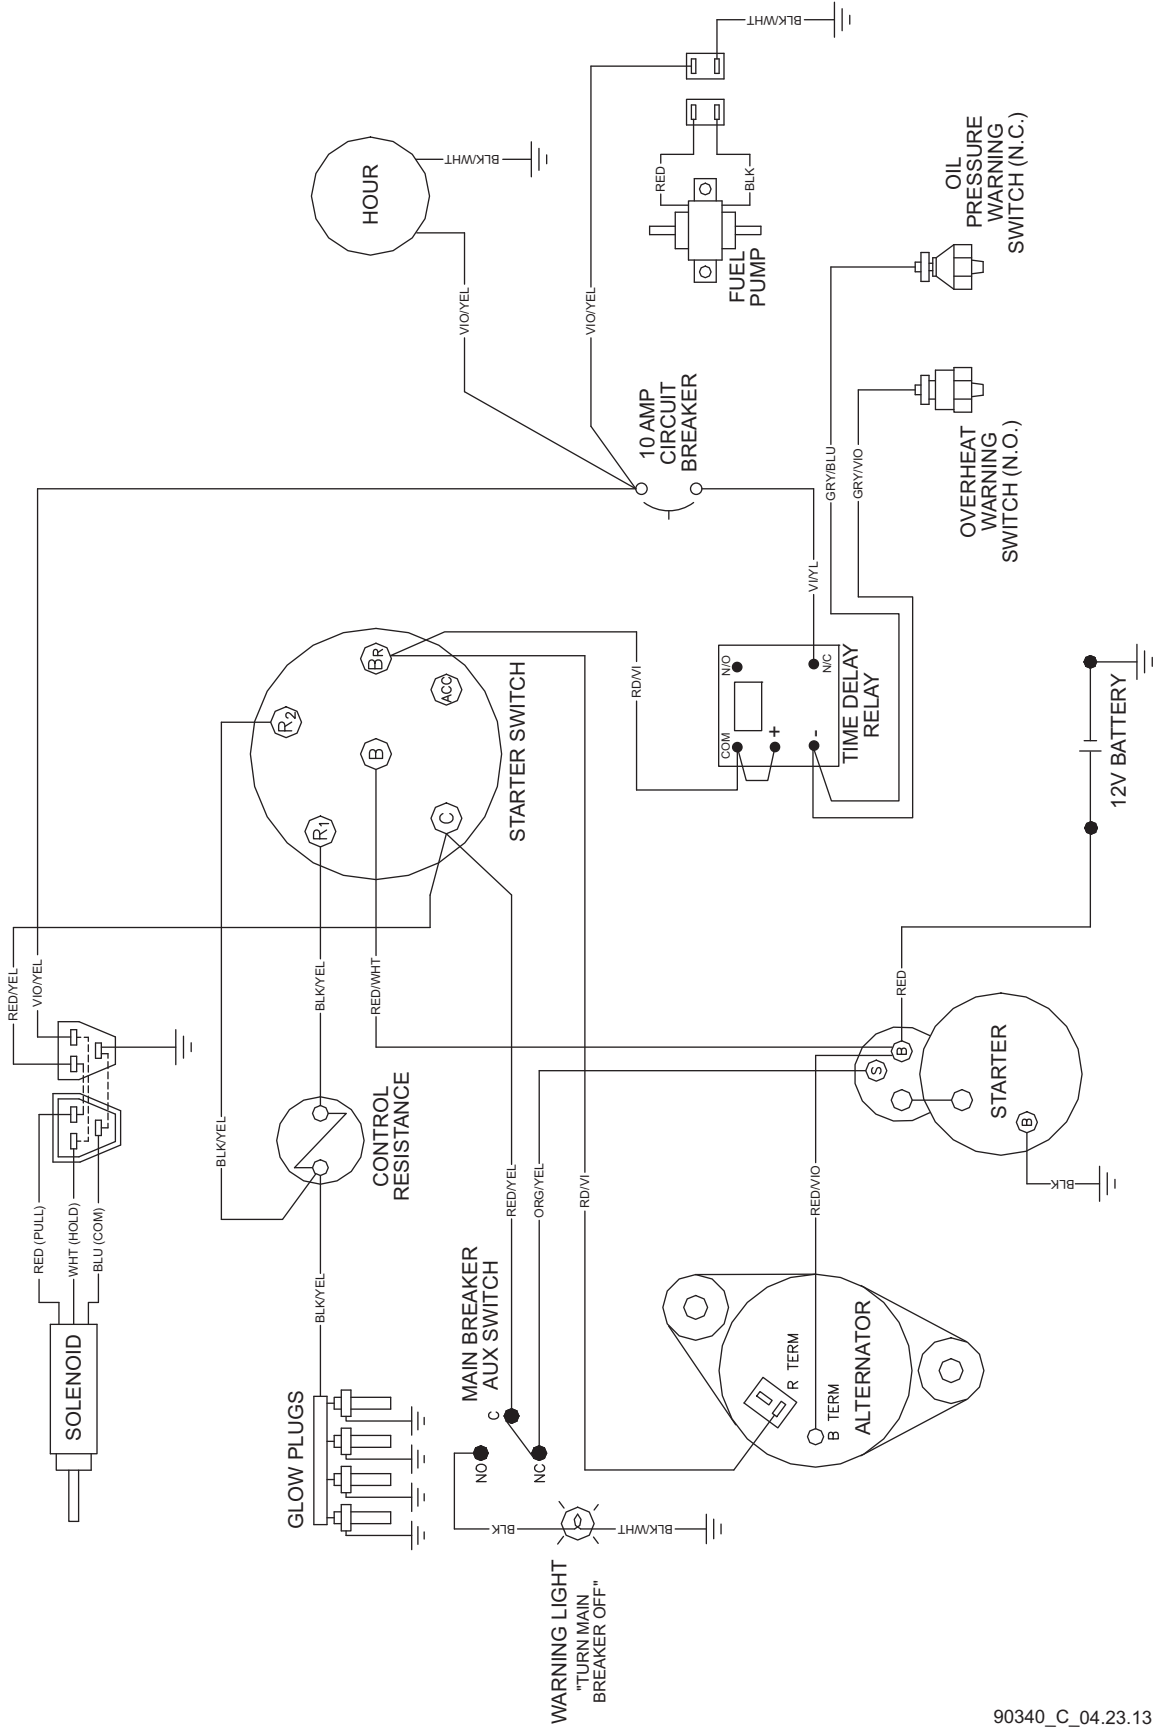 BLK/WHT
HOUR
BLK/WHT
VIO/YEL
VIO/YEL
RED
BLK
FUEL
PUMP
OIL
PRESSURE
WARNING
SWITCH (N.C.)
10 AMP
CIRCUIT
BREAKER
GRY/BLU
GRY/VIO
OVERHEAT
WARNING
SWITCH (N.O.)
VI/YL
RD/VI
R2
BR
ACC
B
R1
C
STARTER SWITCH
N/O
N/C
COM
+
-
TIME DELAY
RELAY
12V BATTERY
RED/YEL
VIO/YEL
BLK/YEL
RED/WHT
RED
BLK/YEL
CONTROL
RESISTANCE
RED/YEL
ORG/YEL
RD/VI
RED/VIO
S
B
B
STARTER
BLK
RED (PULL)
WHT (HOLD)
BLU (COM)
SOLENOID
BLK/YEL
GLOW PLUGS
MAIN BREAKER
AUX SWITCH
C
NO
NC
BLK
BLK/WHT
WARNING LIGHT
"TURN MAIN
BREAKER OFF"
R TERM
B TERM
ALTERNATOR
90340_C_04.23.13